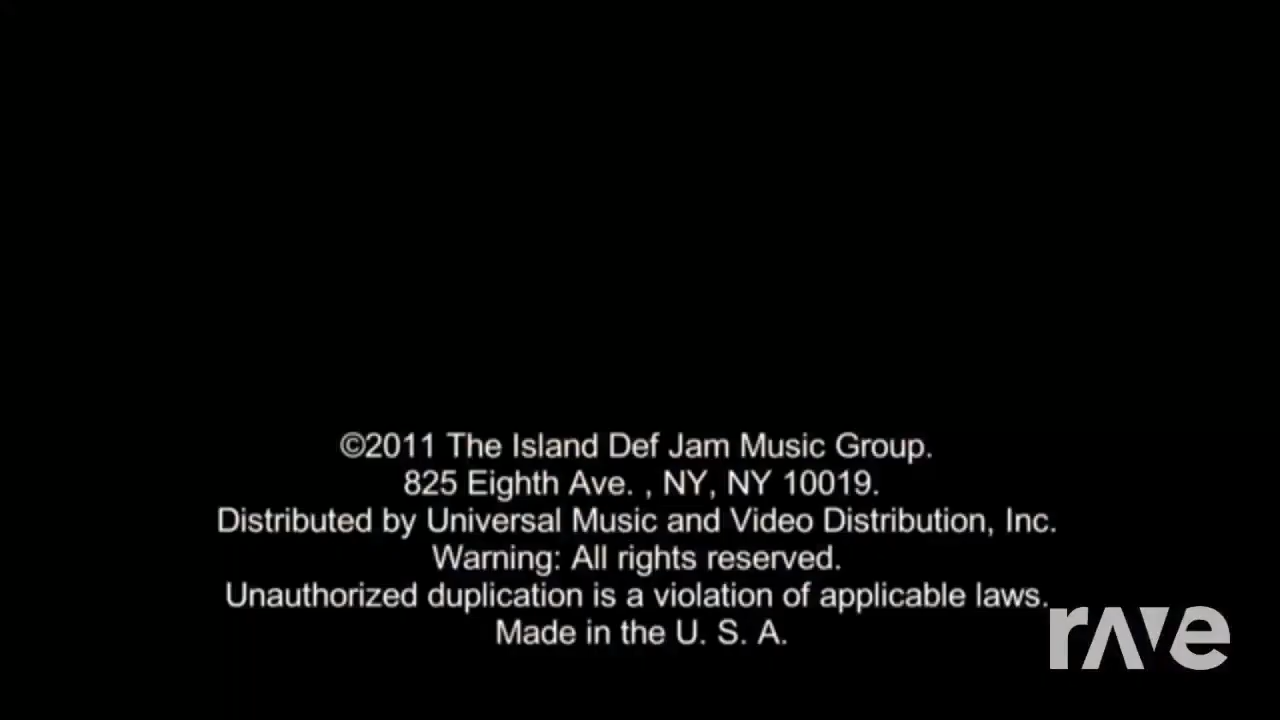 ©2011 The Island Def Jam Music Group.
825 Eighth Ave. , NY, NY 10019.
Distributed by Universal Music and Video Distribution, Inc.
Warning: All rights reserved.
Unauthorized duplication is a violation of applicable laws.
Made in the U. S. A.
rave